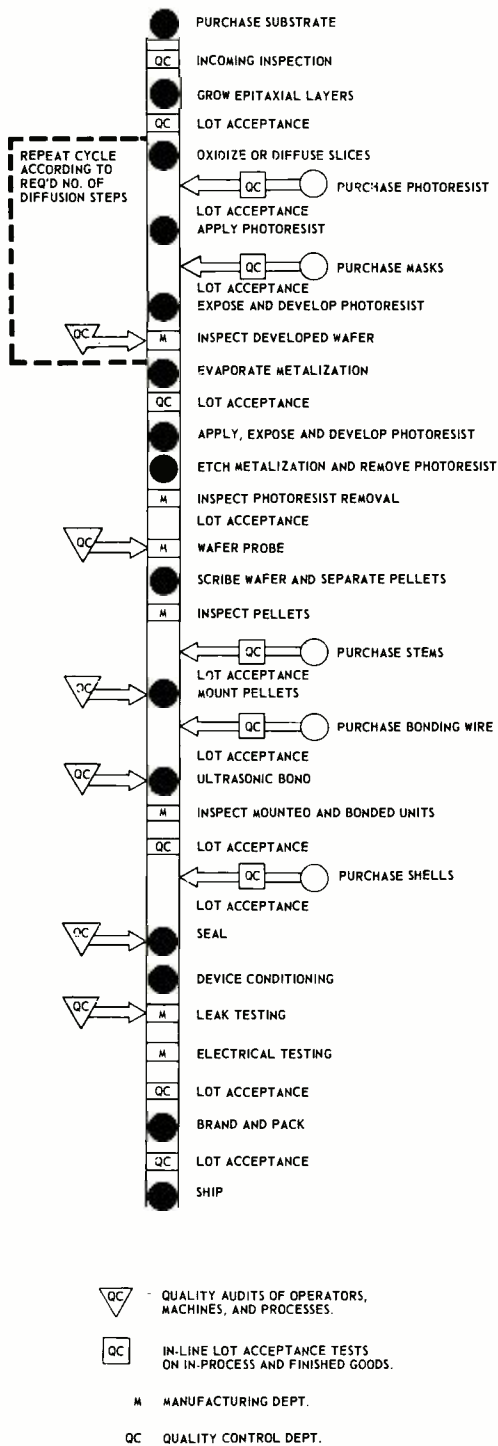 PURCHASE SUBSTRATE
QC INCOMING INSPECTION
GROW EPITAXIAL LAYERS
QC LOT ACCEPTANCE
REPEAT CYCLE
ACCORDING TO
REQ'D NO. OF
DIFFUSION STEPS
OXIDIZE OR DIFFUSE SLICES
QC PURCHASE PHOTORESIST
LOT ACCEPTANCE
APPLY PHOTORESIST
QC PURCHASE MASKS
LOT ACCEPTANCE
EXPOSE AND DEVELOP PHOTORESIST
QC M INSPECT DEVELOPED WAFER
EVAPORATE METALIZATION
QC LOT ACCEPTANCE
APPLY, EXPOSE AND DEVELOP PHOTORESIST
ETCH METALIZATION AND REMOVE PHOTORESIST
M INSPECT PHOTORESIST REMOVAL
LOT ACCEPTANCE
QC M WAFER PROBE
SCRIBE WAFER AND SEPARATE PELLETS
M INSPECT PELLETS
QC PURCHASE STEMS
LOT ACCEPTANCE
QC MOUNT PELLETS
QC PURCHASE BONDING WIRE
LOT ACCEPTANCE
QC ULTRASONIC BOND
M INSPECT MOUNTED AND BONDED UNITS
QC LOT ACCEPTANCE
QC PURCHASE SHELLS
LOT ACCEPTANCE
QC SEAL
DEVICE CONDITIONING
QC M LEAK TESTING
M ELECTRICAL TESTING
QC LOT ACCEPTANCE
BRAND AND PACK
QC LOT ACCEPTANCE
SHIP
QC - QUALITY AUDITS OF OPERATORS,
MACHINES, AND PROCESSES.
QC IN-LINE LOT ACCEPTANCE TESTS
ON IN-PROCESS AND FINISHED GOODS.
M MANUFACTURING DEPT.
QC QUALITY CONTROL DEPT.